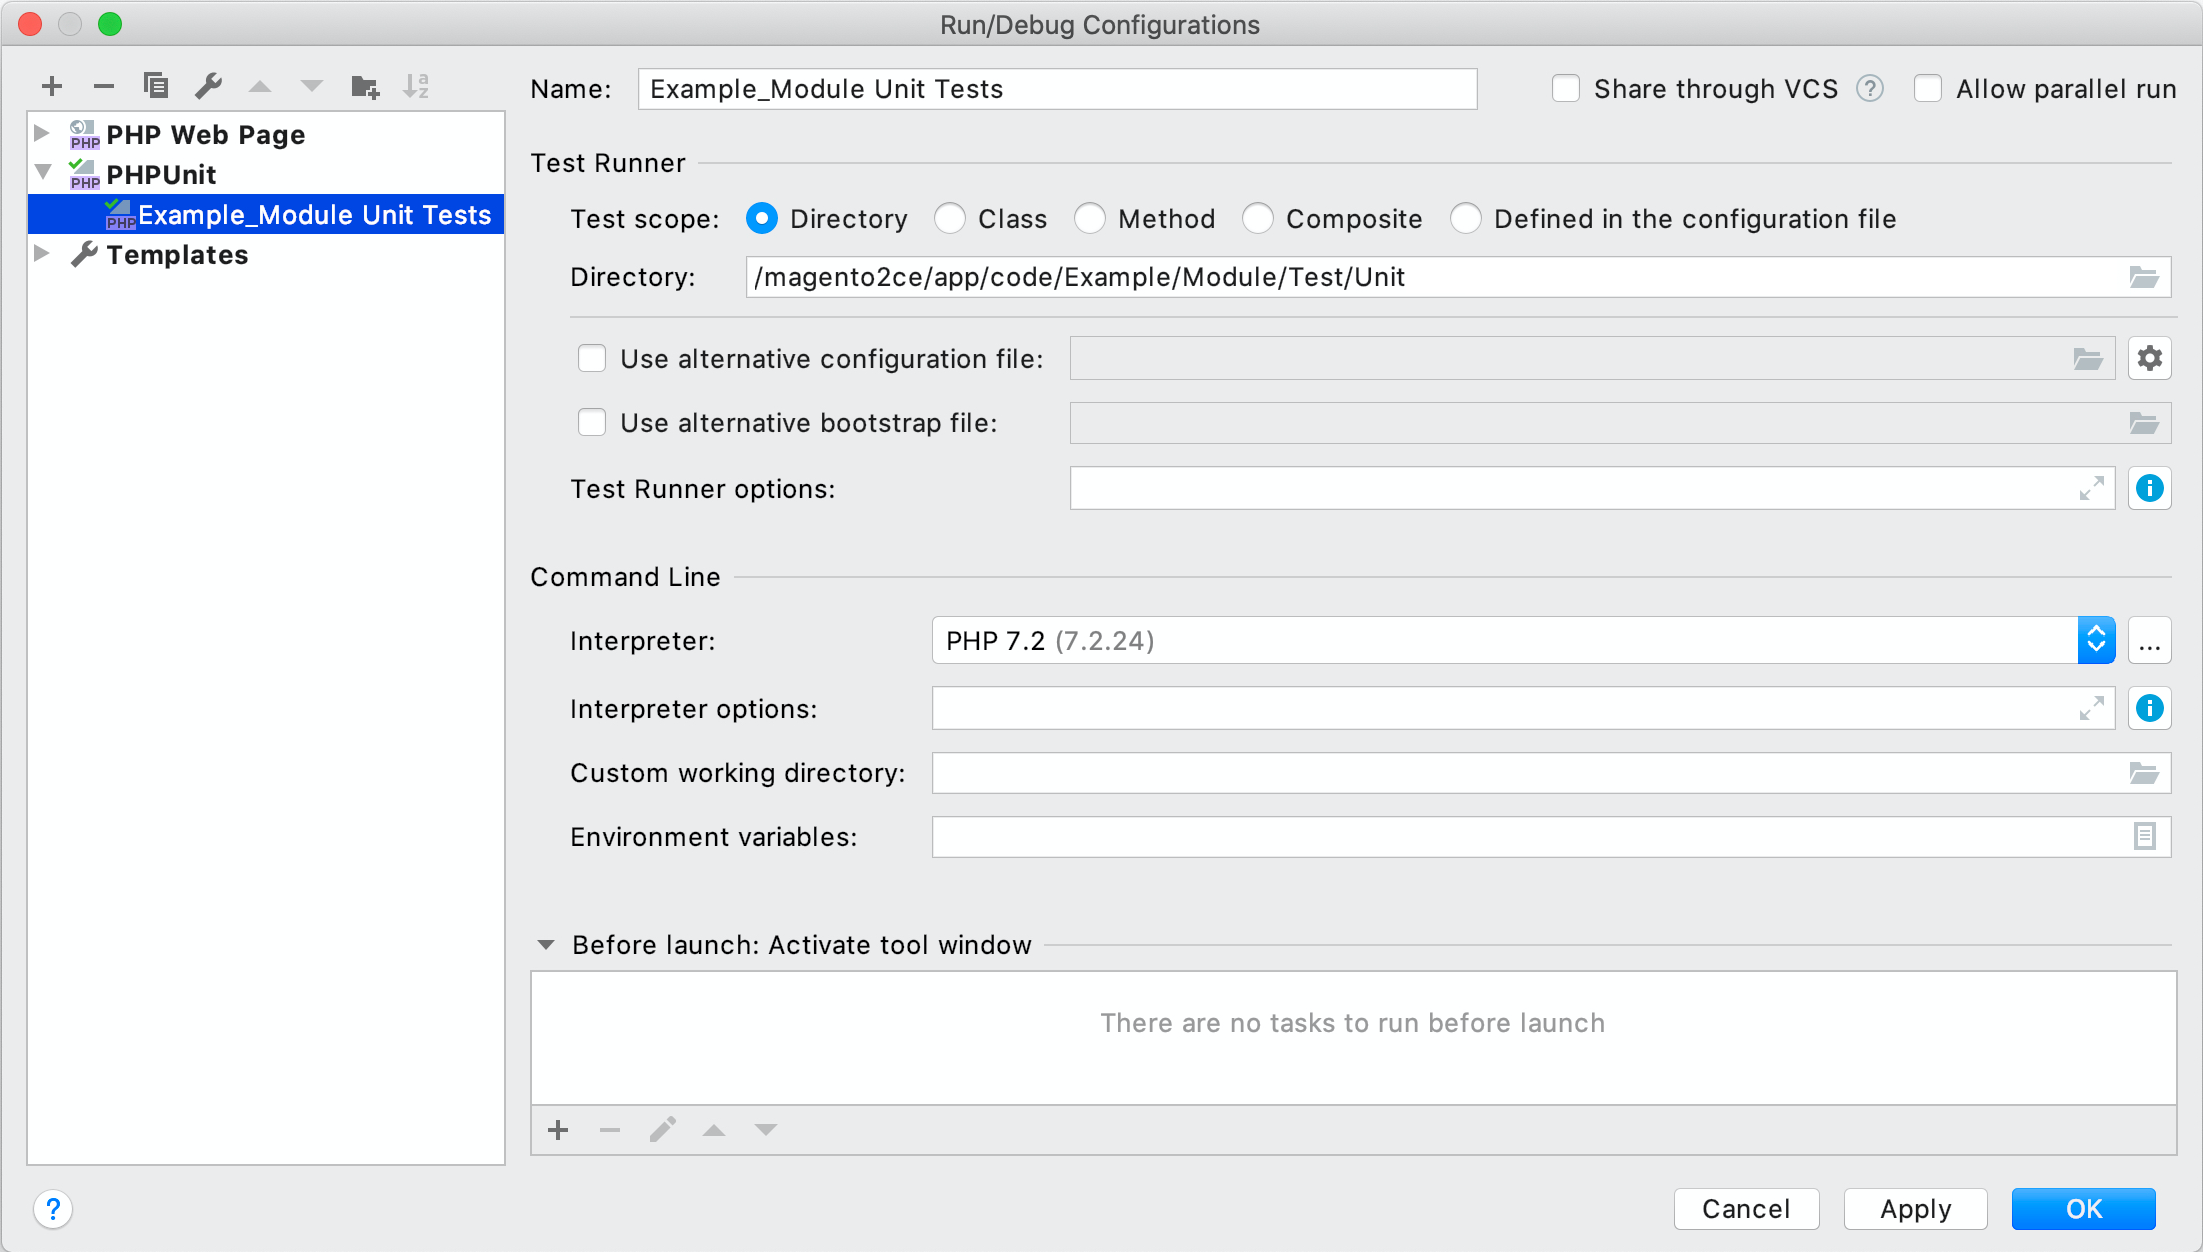 Run/Debug Configurations
Name: Example_Module Unit Tests Share through VCS ? Allow parallel run
PHP PHP Web Page
PHP PHPUnit
PHP Example_Module Unit Tests
Templates
Test Runner
Test scope: Directory Class Method Composite Defined in the configuration file
Directory: /magento2ce/app/code/Example/Module/Test/Unit
Use alternative configuration file:
Use alternative bootstrap file:
Test Runner options:
Command Line
Interpreter: PHP 7.2 (7.2.24) ...
Interpreter options:
Custom working directory:
Environment variables:
Before launch: Activate tool window
There are no tasks to run before launch
? Cancel Apply OK